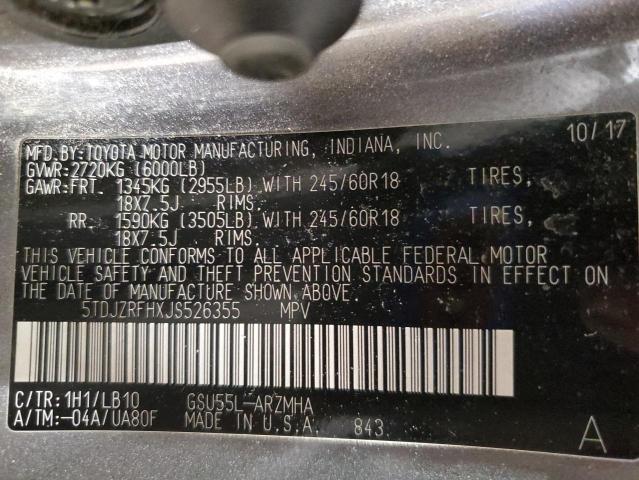 MFD.BY:TOYOTA MOTOR MANUFACTURING, INDIANA, INC. 10/17
GVWR:2720KG (6000LB)
GAWR:FRT. 1345KG (2955LB) WITH 245/60R18 TIRES,
18X7.5J RIMS.
RR. 1590KG (3505LB) WITH 245/60R18 TIRES,
18X7.5J RIMS.
THIS VEHICLE CONFORMS TO ALL APPLICABLE FEDERAL MOTOR
VEHICLE SAFETY AND THEFT PREVENTION STANDARDS IN EFFECT ON
THE DATE OF MANUFACTURE SHOWN ABOVE.
5TDJZRFHXJS526355 MPV
C/TR:1H1/LB10 GSU55L-ARZMHA
A/TM:-04A/UA80F MADE IN U.S.A. 843 A